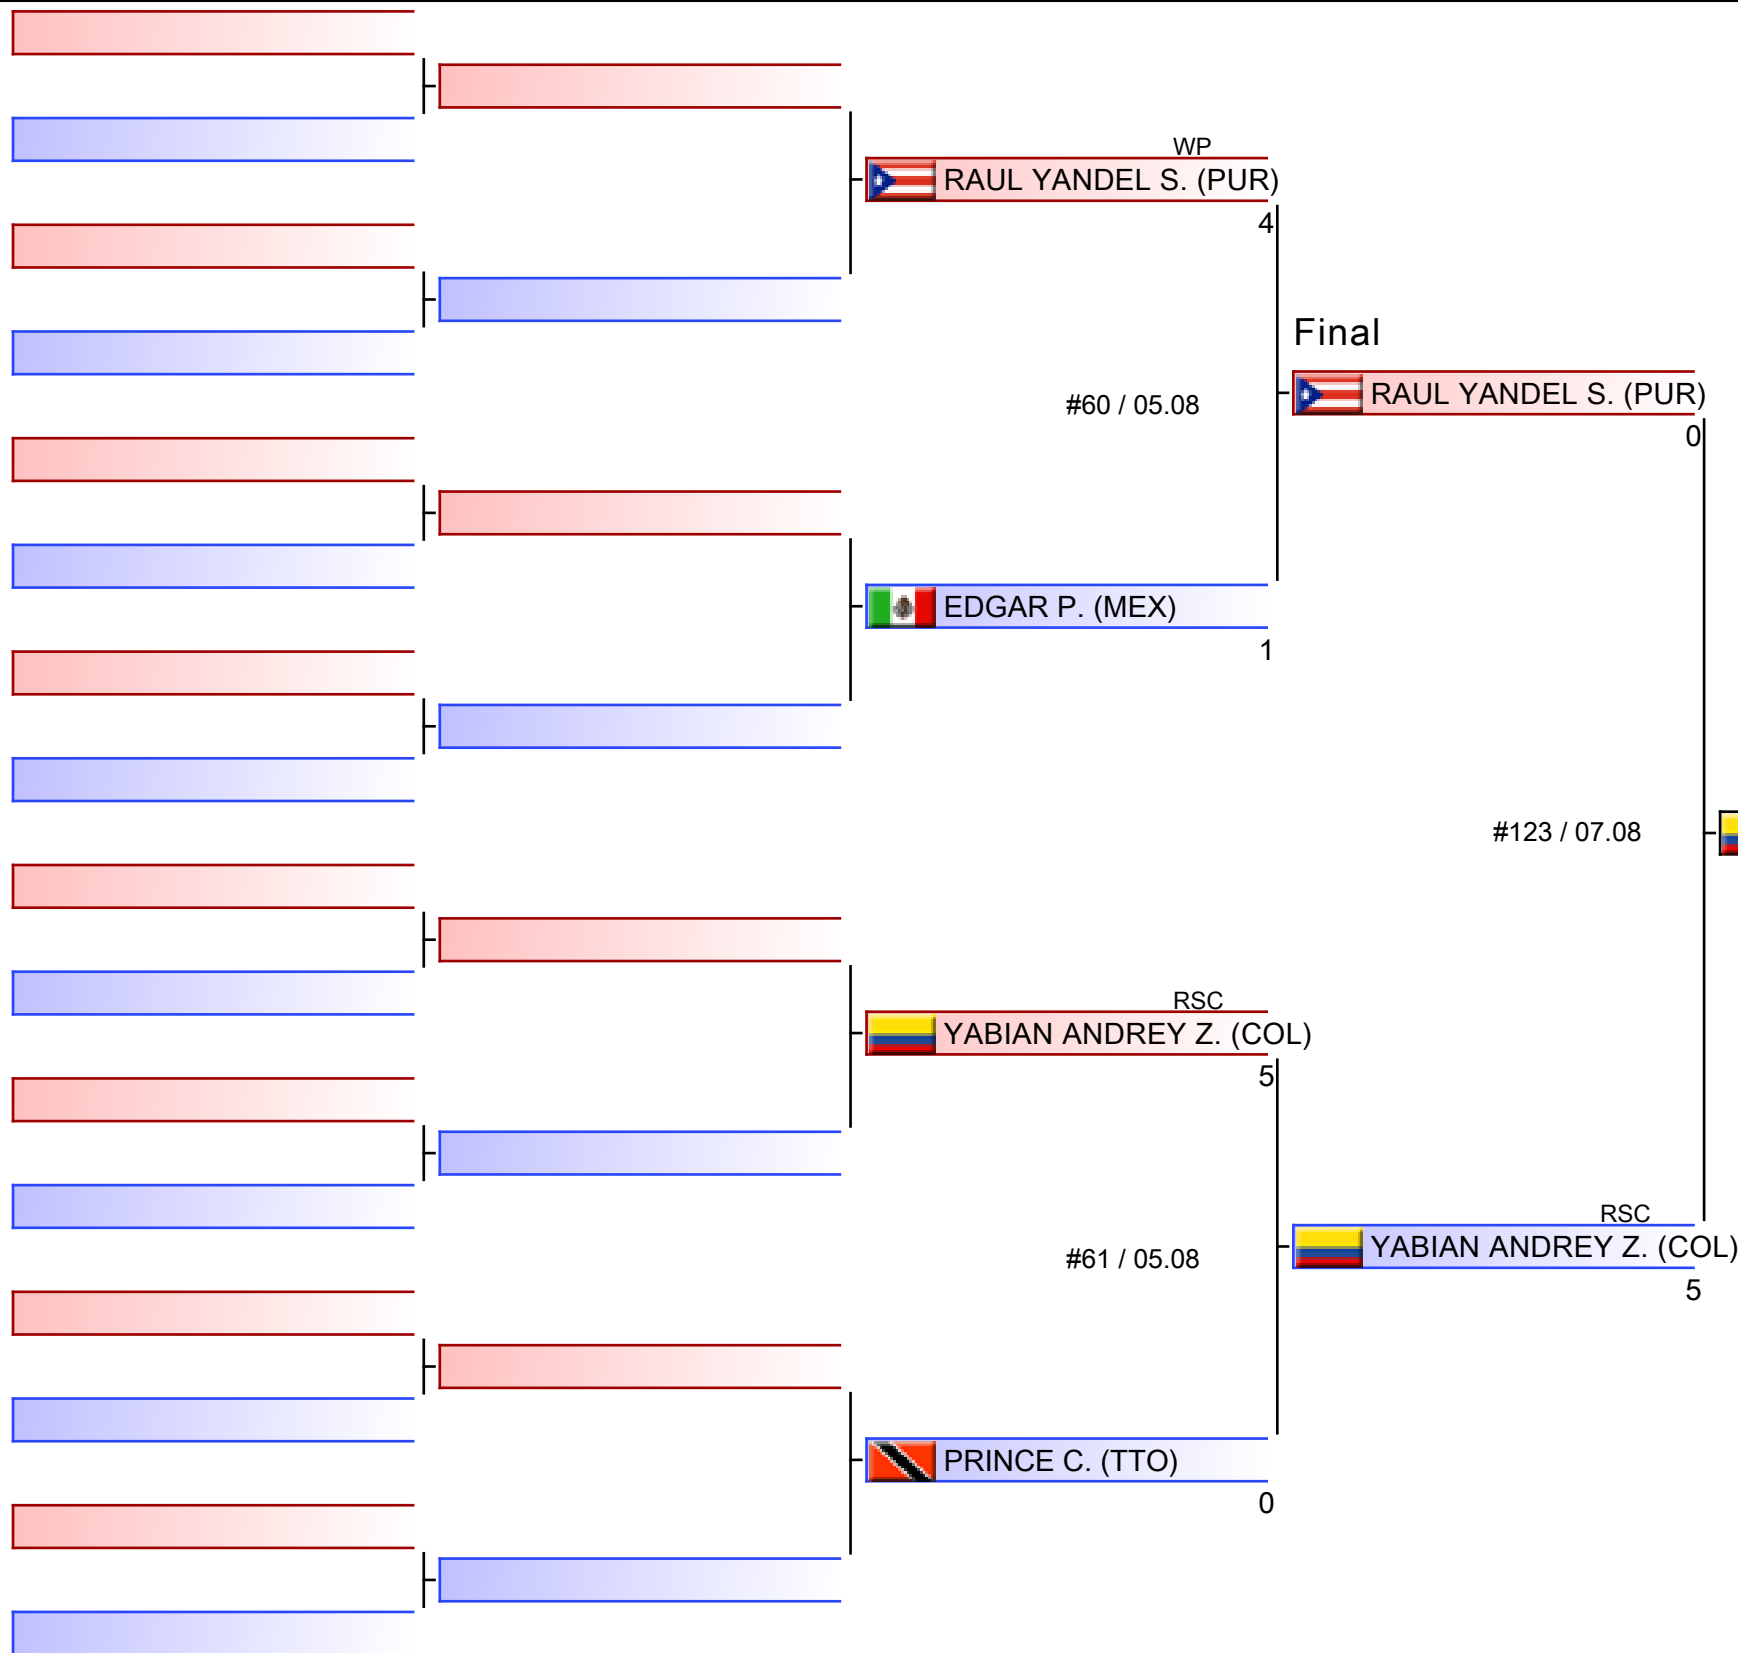 WP
RAUL YANDEL S. (PUR)
4
Final
#60 / 05.08
RAUL YANDEL S. (PUR)
0
EDGAR P. (MEX)
1
#123 / 07.08
RSC
YABIAN ANDREY Z. (COL)
5
RSC
#61 / 05.08
YABIAN ANDREY Z. (COL)
5
PRINCE C. (TTO)
0